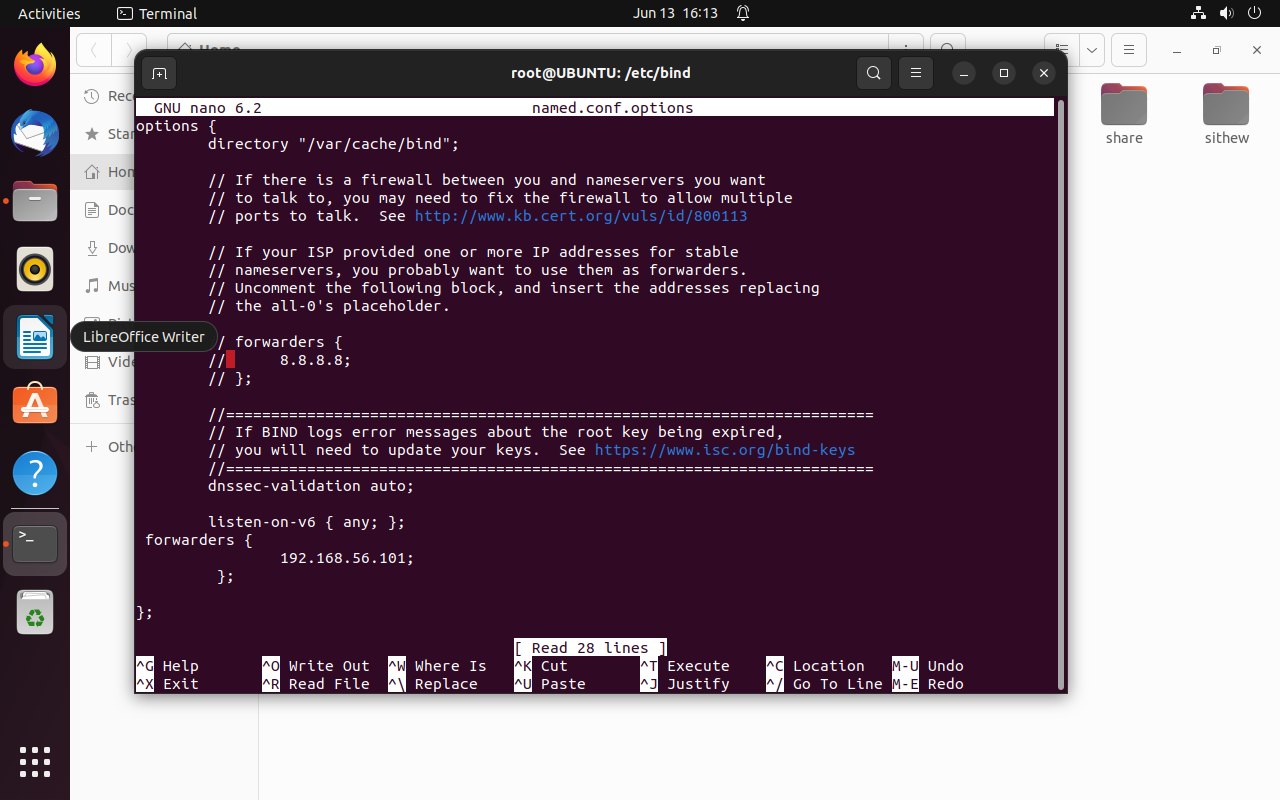 Activities
Terminal
Jun 13 16:13
Home
root@UBUNTU: /etc/bind
Rece
Star
Hom
Doc
Dow
Mus
Vide
Tras
Othe
share
sithew
LibreOffice Writer
GNU nano 6.2 named.conf.options
options {
directory "/var/cache/bind";
// If there is a firewall between you and nameservers you want
// to talk to, you may need to fix the firewall to allow multiple
// ports to talk. See http://www.kb.cert.org/vuls/id/800113
// If your ISP provided one or more IP addresses for stable
// nameservers, you probably want to use them as forwarders.
// Uncomment the following block, and insert the addresses replacing
// the all-0's placeholder.
/ forwarders {
// 8.8.8.8;
// };
//========================================================================
// If BIND logs error messages about the root key being expired,
// you will need to update your keys. See https://www.isc.org/bind-keys
//========================================================================
dnssec-validation auto;
listen-on-v6 { any; };
forwarders {
192.168.56.101;
};
};
[ Read 28 lines ]
^G Help ^O Write Out ^W Where Is ^K Cut ^T Execute ^C Location M-U Undo
^X Exit ^R Read File ^\ Replace ^U Paste ^J Justify ^/ Go To Line M-E Redo